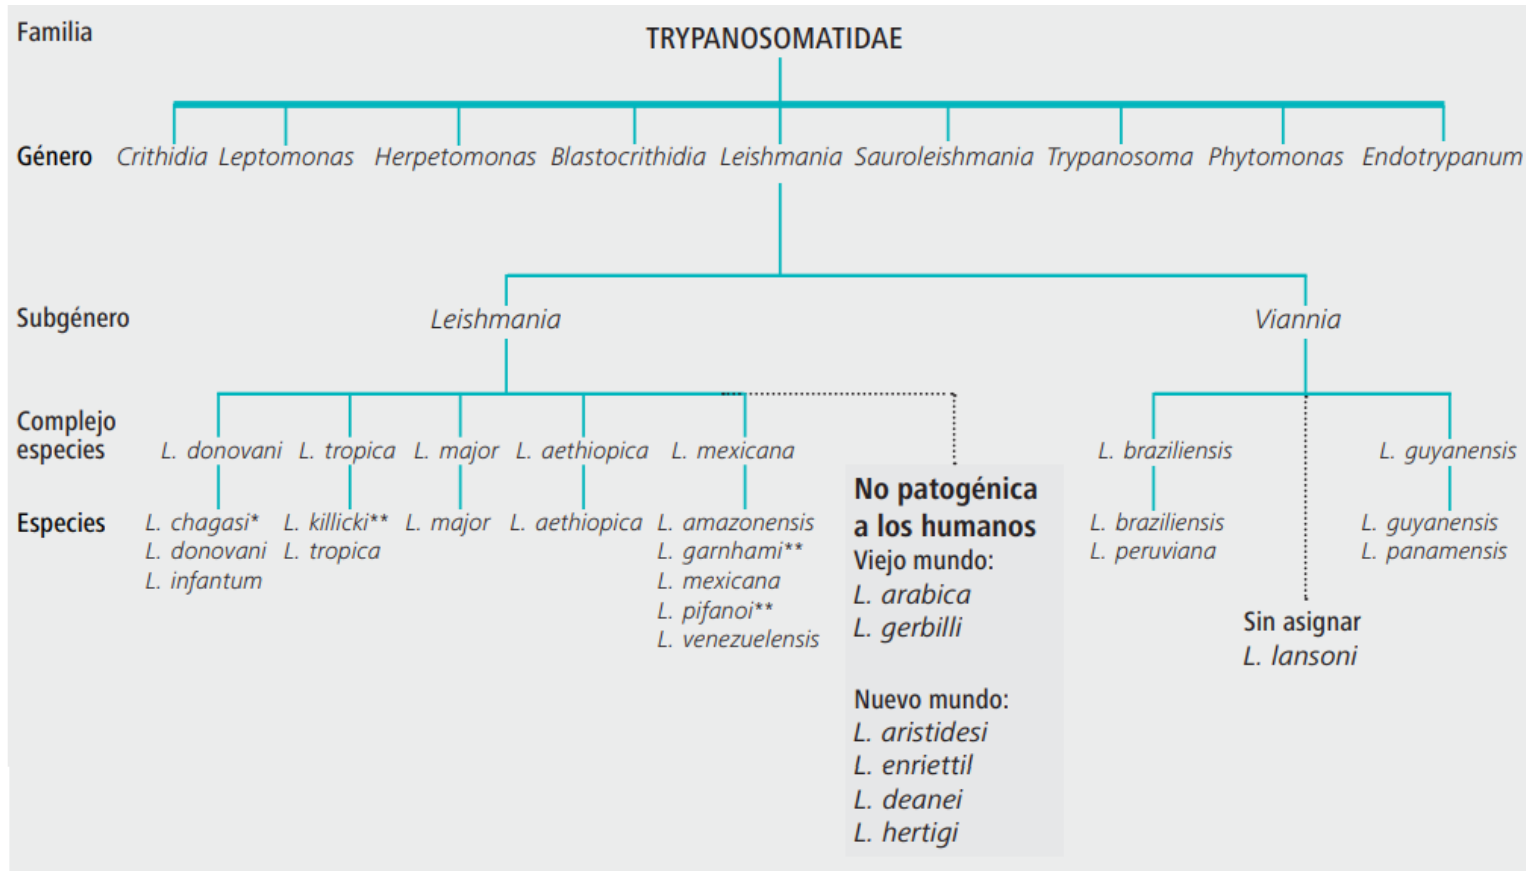 Familia
TRYPANOSOMATIDAE
Género
Crithidia Leptomonas Herpetomonas Blastocrithidia Leishmania Sauroleishmania Trypanosoma Phytomonas Endotrypanum
Subgénero
Leishmania
Viannia
Complejo
especies
L. donovani L. tropica L. major L. aethiopica L. mexicana
L. braziliensis
L. guyanensis
Especies
L. chagasi*
L. donovani
L. infantum
L. killicki**
L. tropica
L. major
L. aethiopica
L. amazonensis
L. garnhami**
L. mexicana
L. pifanoi**
L. venezuelensis
No patogénica
a los humanos
Viejo mundo:
L. arabica
L. gerbilli
Nuevo mundo:
L. aristidesi
L. enriettil
L. deanei
L. hertigi
L. braziliensis
L. peruviana
Sin asignar
L. lansoni
L. guyanensis
L. panamensis